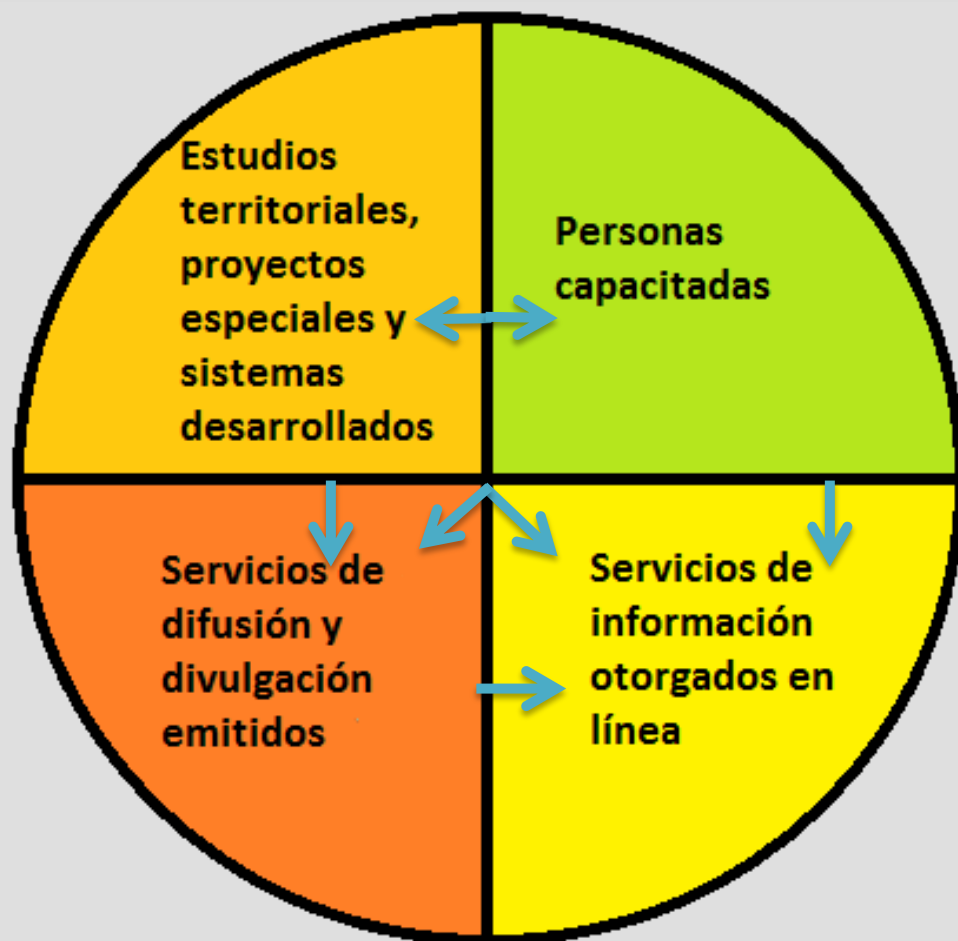 Estudios
territoriales,
proyectos
especiales y
sistemas
desarrollados
Personas
capacitadas
Servicios de
difusión y
divulgación
emitidos
Servicios de
información
otorgados en
línea